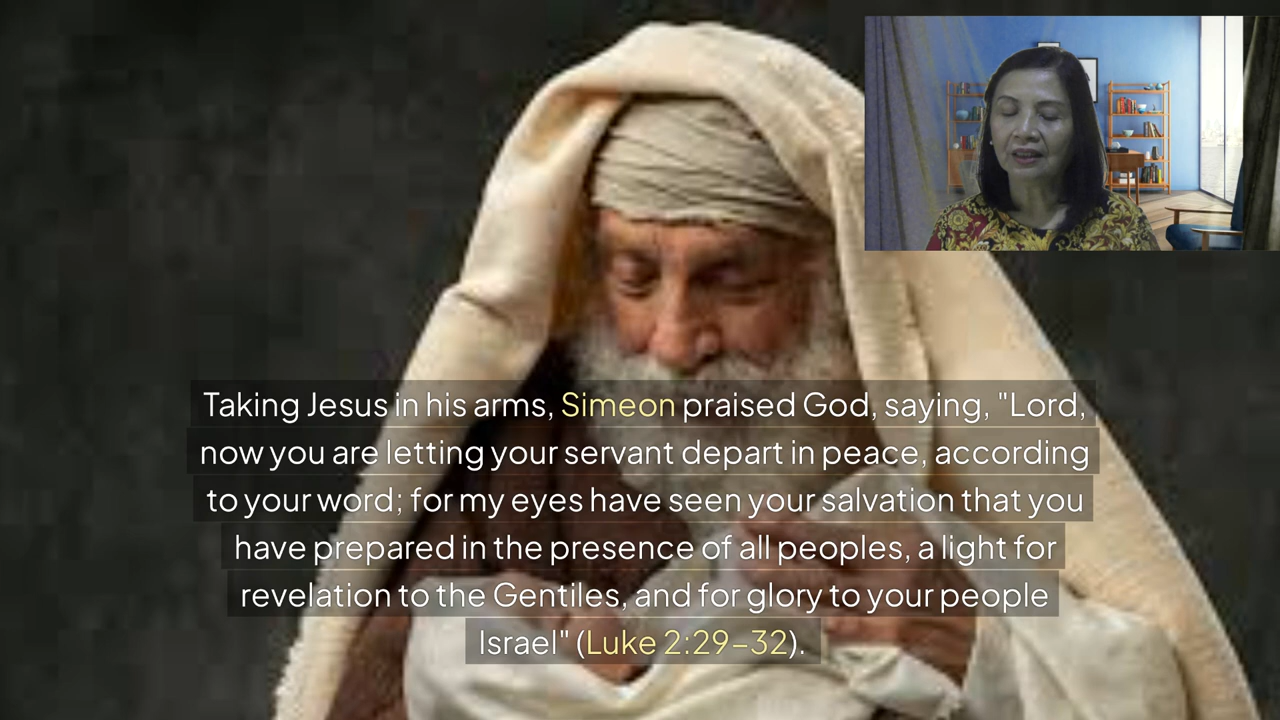 Taking Jesus in his arms, Simeon praised God, saying, "Lord,
now you are letting your servant depart in peace, according
to your word; for my eyes have seen your salvation that you
have prepared in the presence of all peoples, a light for
revelation to the Gentiles, and for glory to your people
Israel" (Luke 2:29–32).